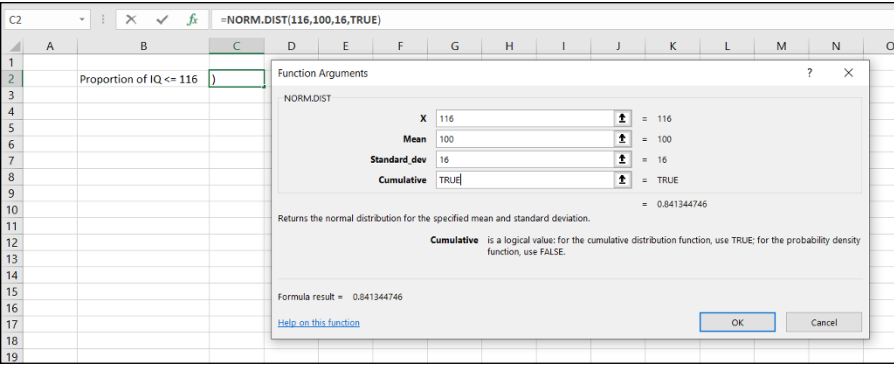 C2 fx =NORM.DIST(116,100,16,TRUE)
A B C D E F G H I J K L M N O
1
2 Proportion of IQ <= 116 )
3
4
5
6
7
8
9
10
11
12
13
14
15
16
17
18
19
Function Arguments ? ×
NORM.DIST
X 116 = 116
Mean 100 = 100
Standard_dev 16 = 16
Cumulative TRUE = TRUE
= 0.841344746
Returns the normal distribution for the specified mean and standard deviation.
Cumulative is a logical value: for the cumulative distribution function, use TRUE; for the probability density
function, use FALSE.
Formula result = 0.841344746
Help on this function OK Cancel